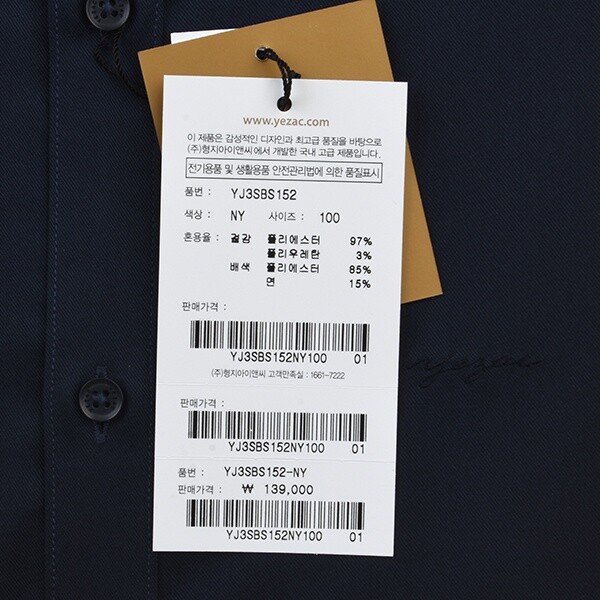 www.yezac.com
이 제품은 감성적인 디자인과 최고급 품질을 바탕으로
(주)형지아이앤씨 에서 개발한 국내 고급 제품입니다.
전기용품 및 생활용품 안전관리법에 의한 품질표시
품번 : YJ3SBS152
색상 : NY 사이즈 : 100
혼용율 : 겉감 폴리에스터 97%
폴리우레탄 3%
배색 폴리에스터 85%
면 15%
판매가격 :
YJ3SBS152NY100 01
(주)형지아이앤씨 고객만족실 : 1661-7222
yezac
판매가격 :
YJ3SBS152NY100 01
품번 : YJ3SBS152-NY
판매가격 : ₩ 139,000
YJ3SBS152NY100 01